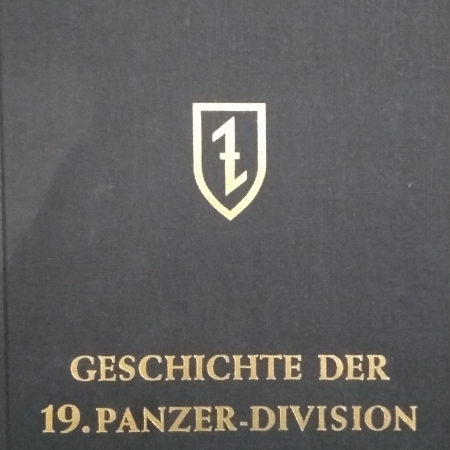 GESCHICHTE DER
19. PANZER-DIVISION